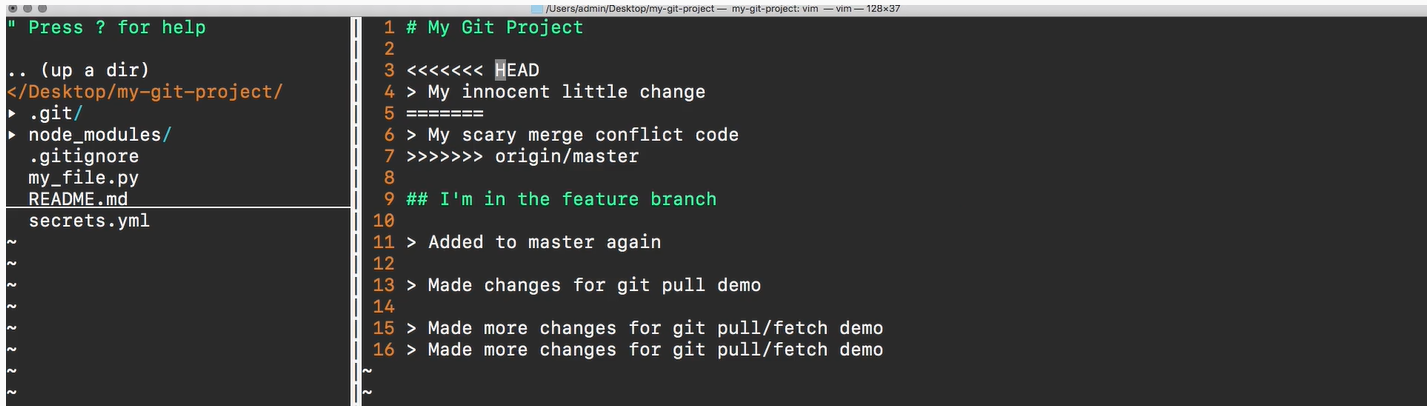 /Users/admin/Desktop/my-git-project — my-git-project: vim — vim — 128×37
" Press ? for help
.. (up a dir)
</Desktop/my-git-project/
▸ .git/
▸ node_modules/
.gitignore
my_file.py
README.md
secrets.yml
~
~
~
~
~
~
~
~
1 # My Git Project
2
3 <<<<<<< HEAD
4 > My innocent little change
5 =======
6 > My scary merge conflict code
7 >>>>>>> origin/master
8
9 ## I'm in the feature branch
10
11 > Added to master again
12
13 > Made changes for git pull demo
14
15 > Made more changes for git pull/fetch demo
16 > Made more changes for git pull/fetch demo
~
~